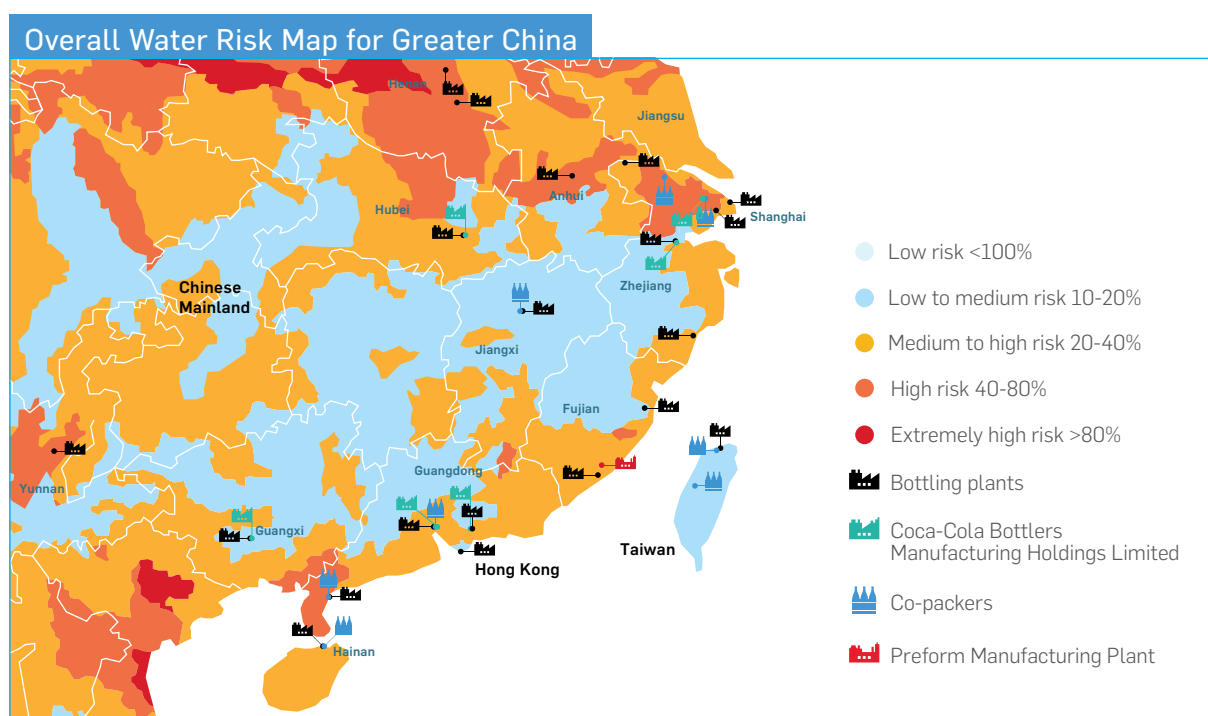 Overall Water Risk Map for Greater China
Henan
Jiangsu
Anhui
Hubei
Shanghai
Chinese
Mainland
Zhejiang
Jiangxi
Fujian
Guangdong
Yunnan
Guangxi
Taiwan
Hong Kong
Hainan
Low risk <100%
Low to medium risk 10-20%
Medium to high risk 20-40%
High risk 40-80%
Extremely high risk >80%
Bottling plants
Coca-Cola Bottlers
Manufacturing Holdings Limited
Co-packers
Preform Manufacturing Plant